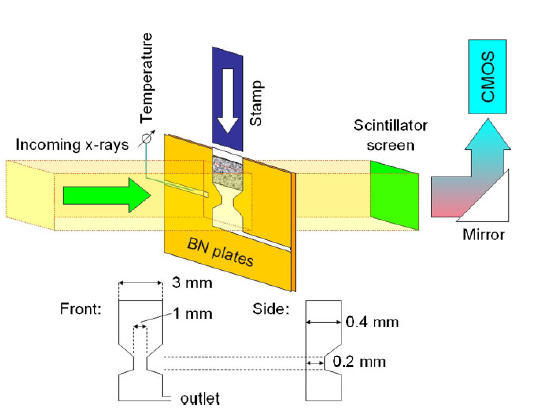 CMOS
Temperature
Stamp
Scintillator
screen
Incoming x-rays
Mirror
BN plates
3 mm
Front:
1 mm
Side:
0.4 mm
0.2 mm
outlet